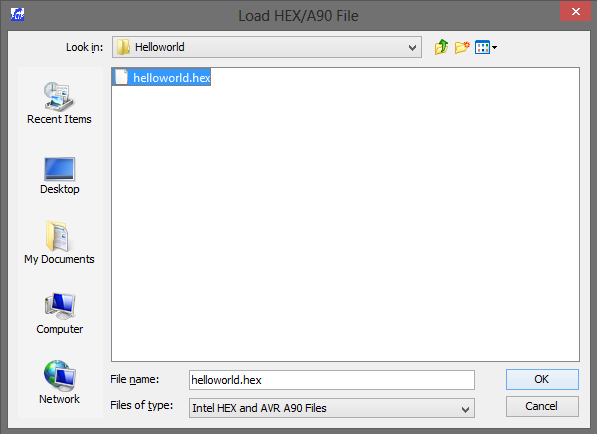 Load HEX/A90 File
Look in: Helloworld
helloworld.hex
Recent Items
Desktop
My Documents
Computer
Network
File name: helloworld.hex OK
Files of type: Intel HEX and AVR A90 Files Cancel